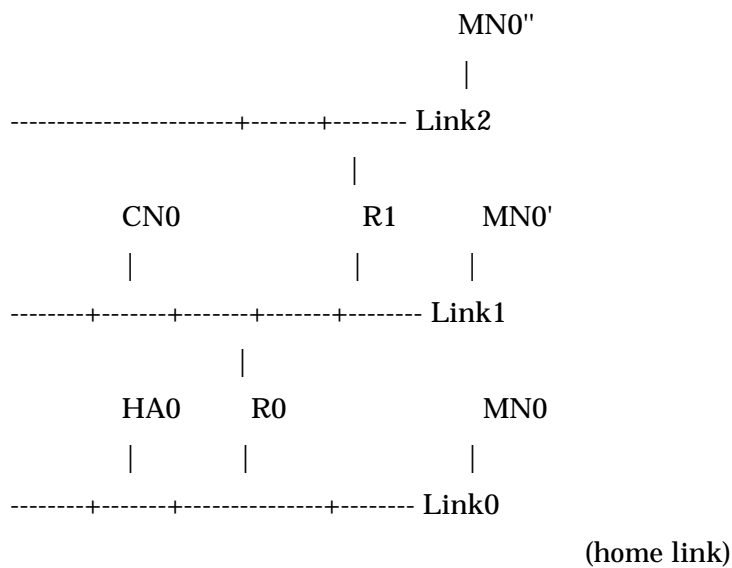 MN0''
|
-------------------------+-------+-------- Link2
|
CN0 R1 MN0'
| | |
--------+-------+-------+-------+-------- Link1
|
HA0 R0 MN0
| | |
--------+-------+---------------+-------- Link0
(home link)